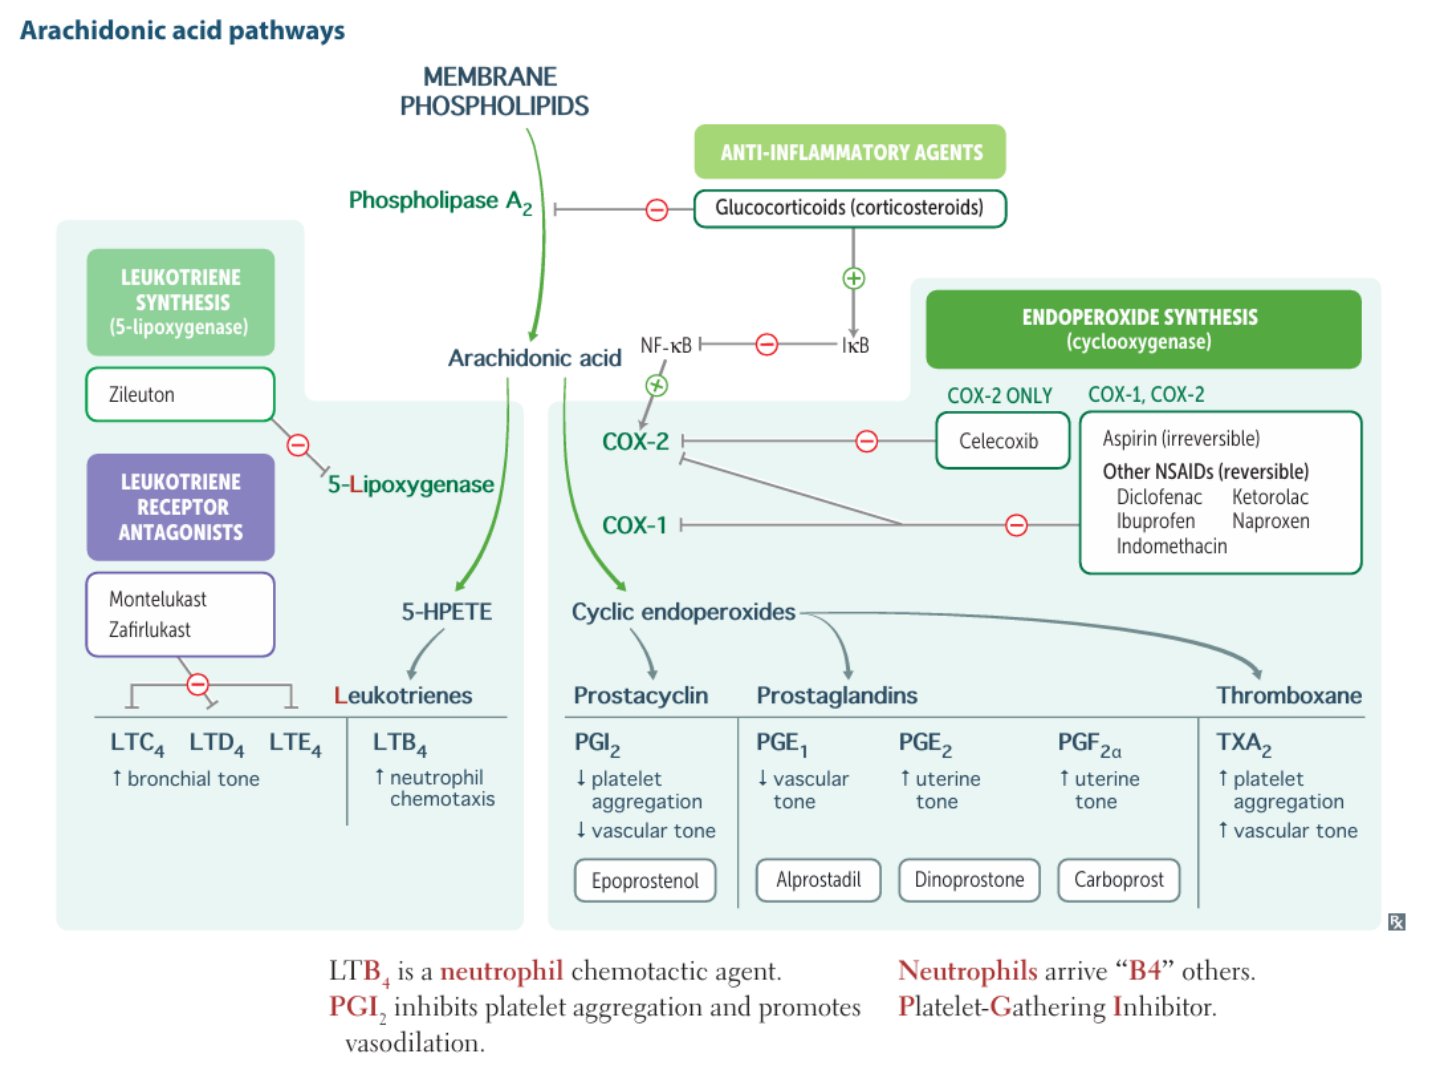 Arachidonic acid pathways
MEMBRANE
PHOSPHOLIPIDS
ANTI-INFLAMMATORY AGENTS
Phospholipase A2
−
Glucocorticoids (corticosteroids)
LEUKOTRIENE
SYNTHESIS
(5-lipoxygenase)
+
ENDOPEROXIDE SYNTHESIS
(cyclooxygenase)
Arachidonic acid
NF-κB
−
IκB
Zileuton
+
COX-2 ONLY
COX-1, COX-2
−
COX-2
−
Celecoxib
Aspirin (irreversible)
Other NSAIDs (reversible)
Diclofenac Ketorolac
Ibuprofen Naproxen
Indomethacin
LEUKOTRIENE
RECEPTOR
ANTAGONISTS
5-Lipoxygenase
COX-1
−
Montelukast
Zafirlukast
5-HPETE
Cyclic endoperoxides
−
Leukotrienes
Prostacyclin
Prostaglandins
Thromboxane
LTC4 LTD4 LTE4
↑ bronchial tone
LTB4
↑ neutrophil
chemotaxis
PGI2
↓ platelet
aggregation
↓ vascular tone
Epoprostenol
PGE1
↓ vascular
tone
Alprostadil
PGE2
↑ uterine
tone
Dinoprostone
PGF2α
↑ uterine
tone
Carboprost
TXA2
↑ platelet
aggregation
↑ vascular tone
Rx
LTB4 is a neutrophil chemotactic agent.
Neutrophils arrive “B4” others.
PGI2 inhibits platelet aggregation and promotes
vasodilation.
Platelet-Gathering Inhibitor.